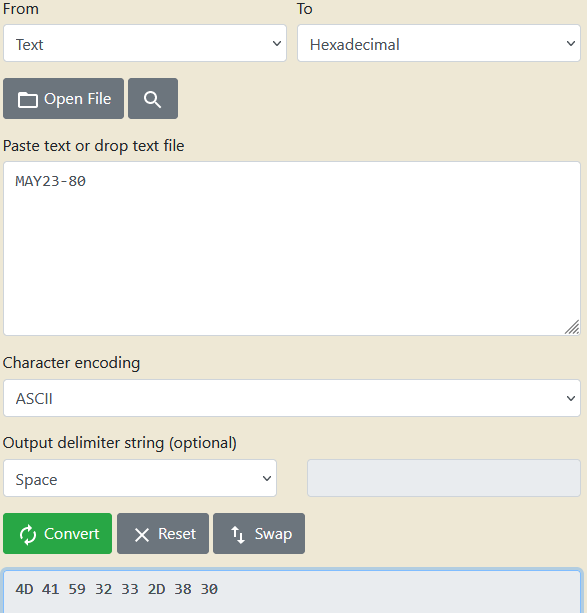 From To
Text Hexadecimal
Open File
Paste text or drop text file
MAY23-80
Character encoding
ASCII
Output delimiter string (optional)
Space
Convert Reset Swap
4D 41 59 32 33 2D 38 30